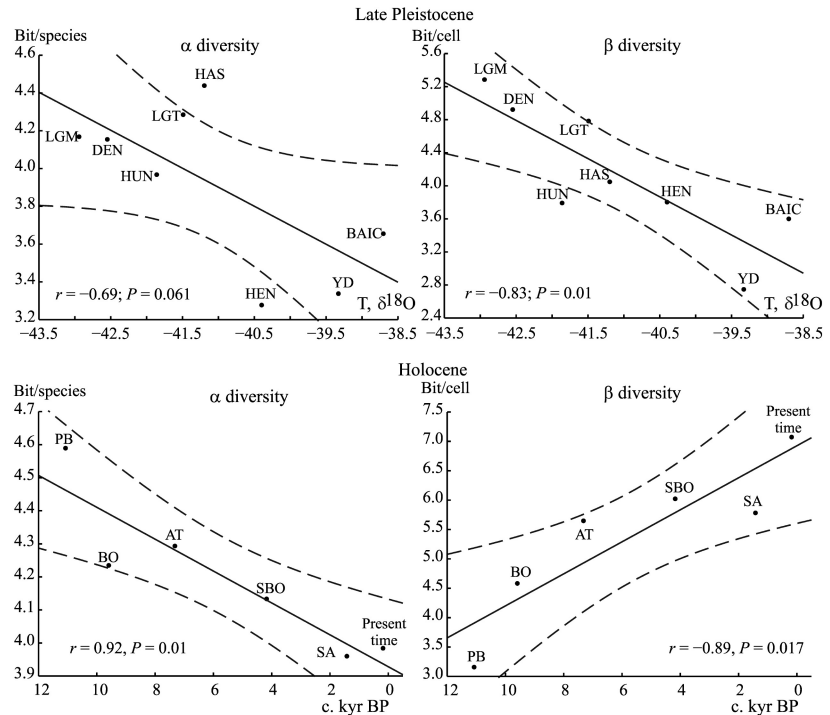 Late Pleistocene
Bit/species
α diversity
4.6
4.4
4.2
4.0
3.8
3.6
3.4
3.2
HAS
LGT
LGM
DEN
HUN
BAIC
YD
HEN
r = −0.69; P = 0.061
T, δ18O
−43.5 −42.5 −41.5 −40.5 −39.5 −38.5
Bit/cell
β diversity
5.6
5.2
4.8
4.4
4.0
3.6
3.2
2.8
2.4
LGM
DEN
LGT
HAS
HUN
HEN
BAIC
YD
r = −0.83; P = 0.01
T, δ18O
−43.5 −42.5 −41.5 −40.5 −39.5 −38.5
Holocene
Bit/species
α diversity
4.7
4.6
4.5
4.4
4.3
4.2
4.1
4.0
3.9
PB
AT
BO
SBO
Present
time
SA
r = 0.92, P = 0.01
12 10 8 6 4 2 0
c. kyr BP
Bit/cell
β diversity
7.5
7.0
6.5
6.0
5.5
5.0
4.5
4.0
3.5
3.0
Present
time
SBO
SA
AT
BO
PB
r = −0.89, P = 0.017
12 10 8 6 4 2 0
c. kyr BP